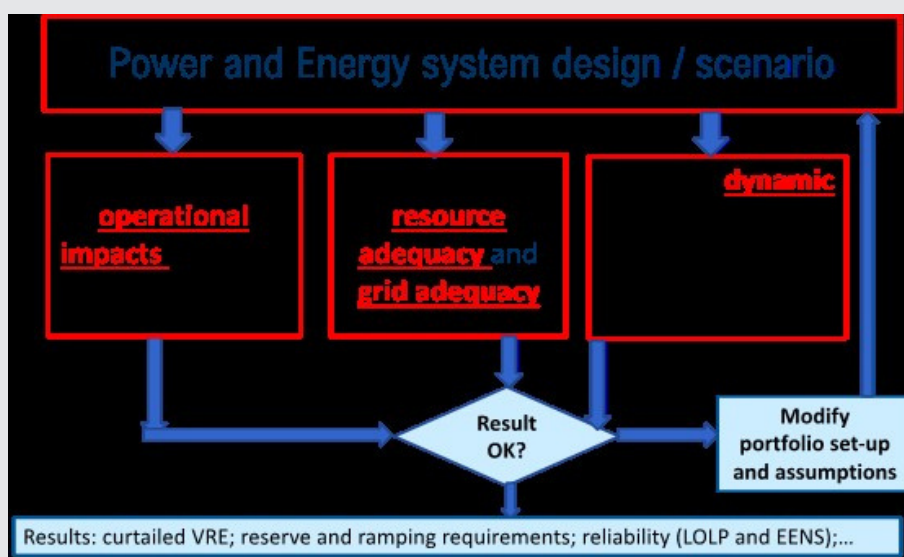 Power and Energy system design / scenario
dynamic
operational
impacts
resource
adequacy and
grid adequacy
Result
OK?
Modify
portfolio set-up
and assumptions
Results: curtailed VRE; reserve and ramping requirements; reliability (LOLP and EENS);...